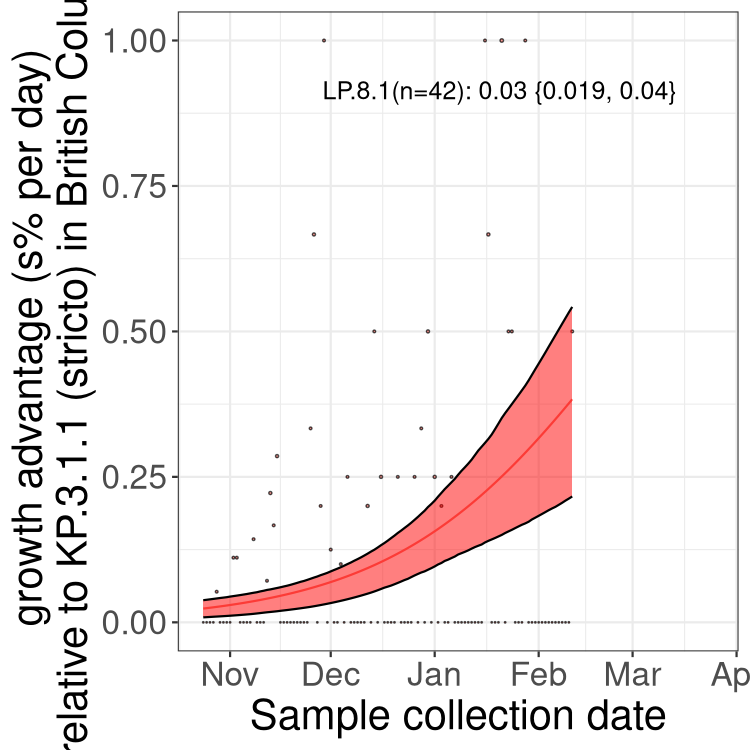 growth advantage (s% per day)
relative to KP.3.1.1 (stricto) in British Colu
1.00
0.75
0.50
0.25
0.00
LP.8.1(n=42): 0.03 {0.019, 0.04}
Nov Dec Jan Feb Mar Ap
Sample collection date